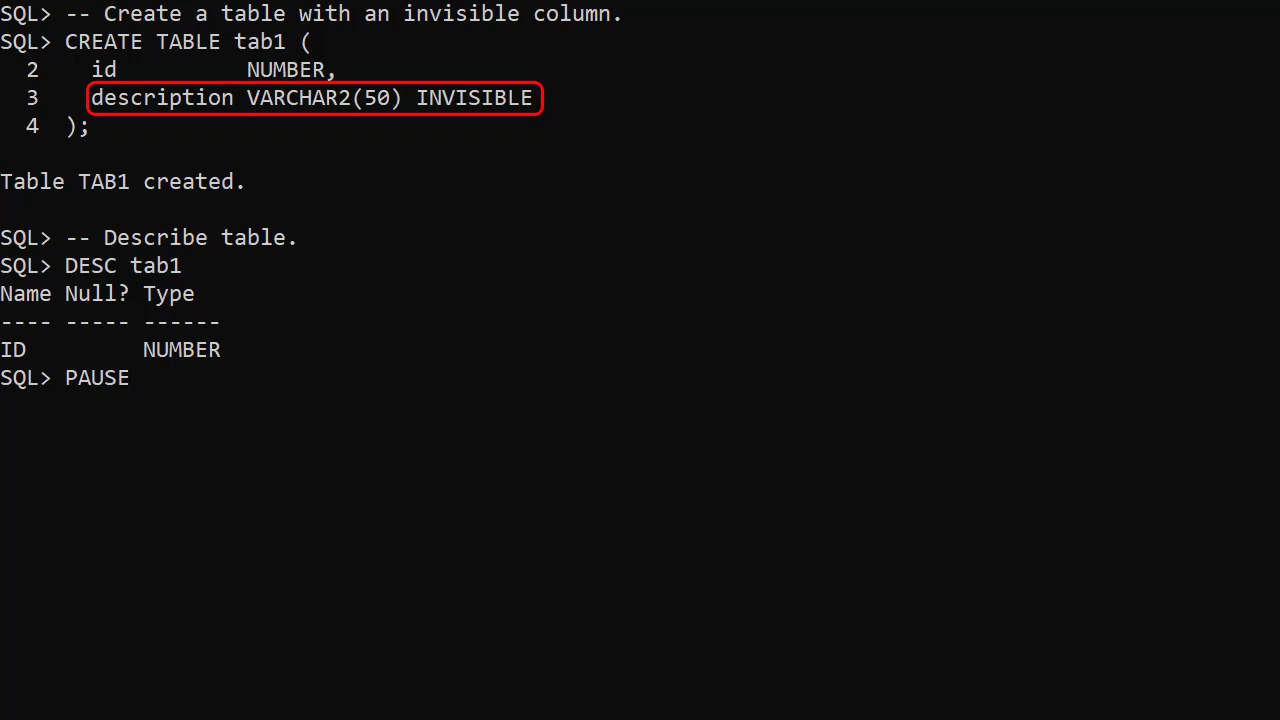 SQL> -- Create a table with an invisible column.
SQL> CREATE TABLE tab1 (
  2    id          NUMBER,
  3    description VARCHAR2(50) INVISIBLE
  4  );
Table TAB1 created.
SQL> -- Describe table.
SQL> DESC tab1
Name Null? Type
---- ----- ------
ID         NUMBER
SQL> PAUSE